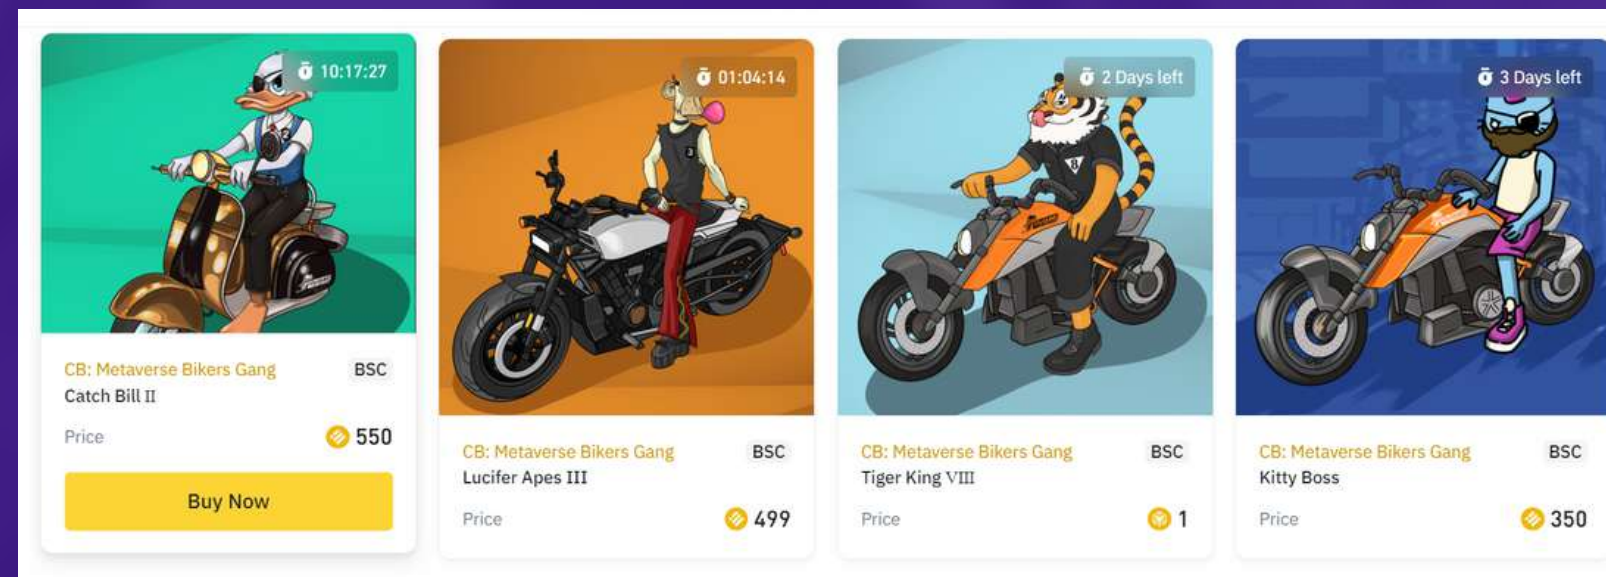 10:17:27
CB: Metaverse Bikers Gang BSC
Catch Bill II
Price 550
Buy Now
01:04:14
3
CB: Metaverse Bikers Gang BSC
Lucifer Apes III
Price 499
2 Days left
8
CB: Metaverse Bikers Gang BSC
Tiger King VIII
Price 1
3 Days left
CB: Metaverse Bikers Gang BSC
Kitty Boss
Price 350